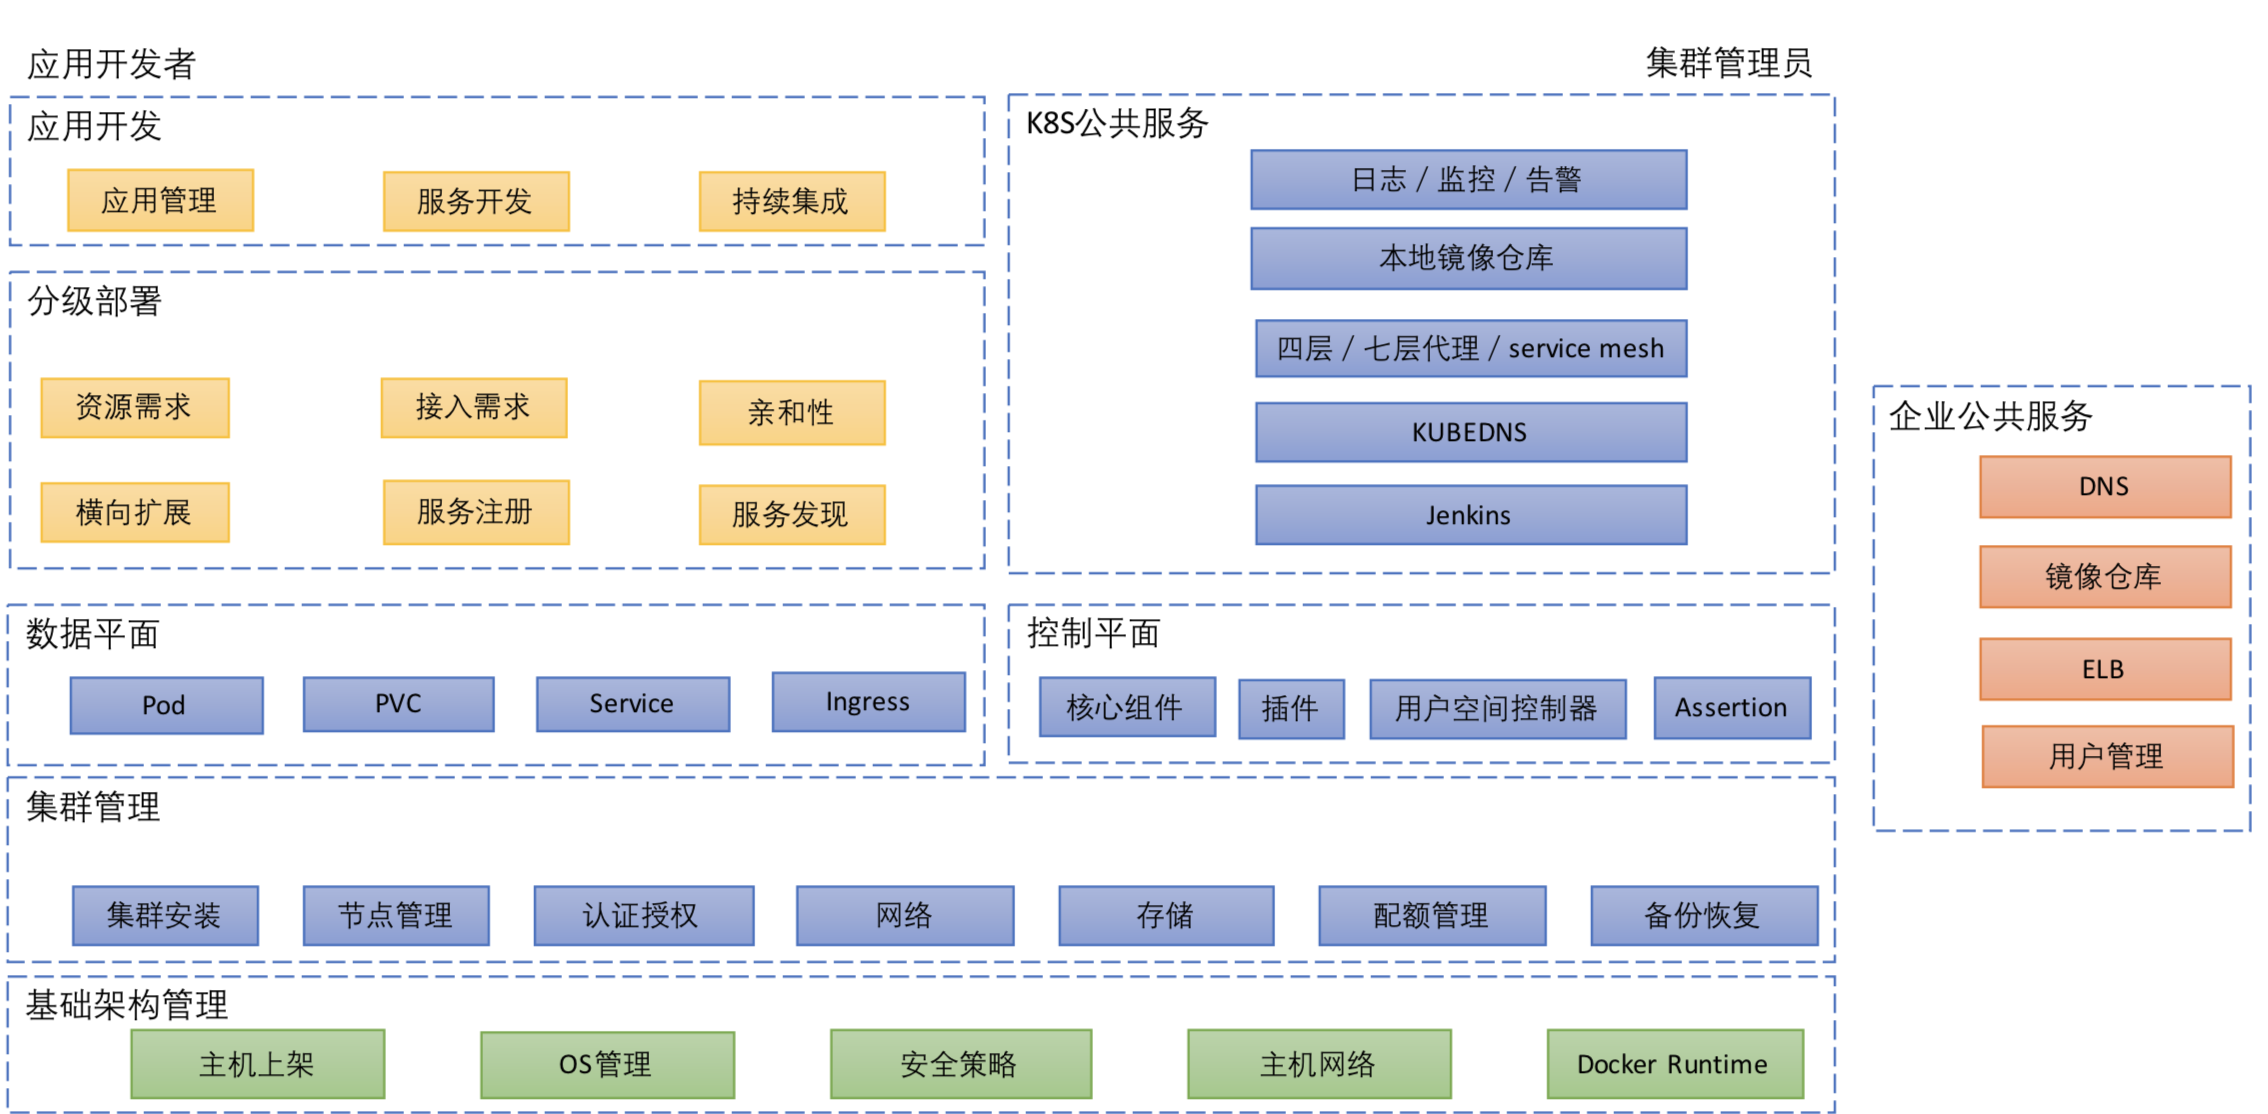 应用开发者
集群管理员
应用开发
应用管理
服务开发
持续集成
分级部署
资源需求
接入需求
亲和性
横向扩展
服务注册
服务发现
K8S公共服务
日志 / 监控 / 告警
本地镜像仓库
四层 / 七层代理 / service mesh
KUBEDNS
Jenkins
企业公共服务
DNS
镜像仓库
ELB
用户管理
数据平面
Pod
PVC
Service
Ingress
控制平面
核心组件
插件
用户空间控制器
Assertion
集群管理
集群安装
节点管理
认证授权
网络
存储
配额管理
备份恢复
基础架构管理
主机上架
OS管理
安全策略
主机网络
Docker Runtime